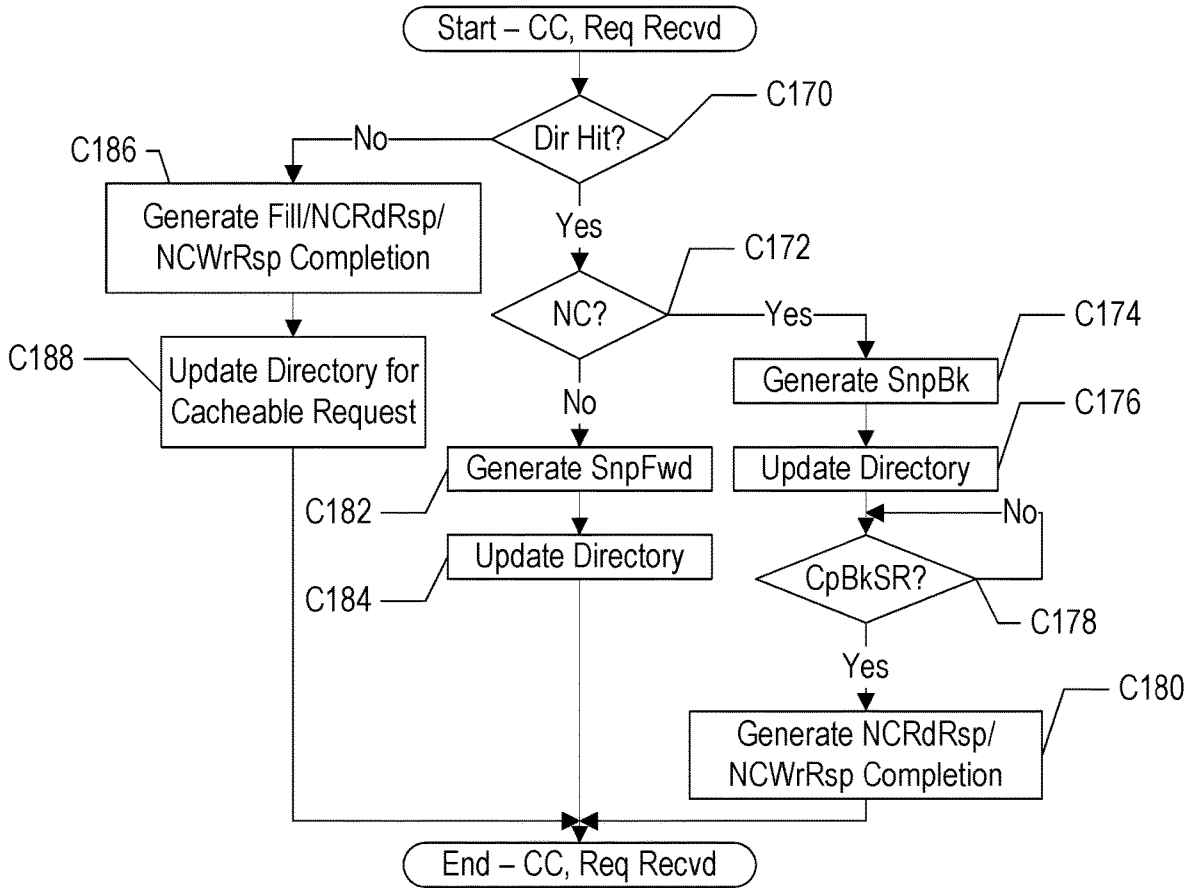 Start – CC, Req Recvd
C170
Dir Hit?
No
C186
Generate Fill/NCRdRsp/
NCWrRsp Completion
Yes
C172
NC?
Yes
C174
C188
Update Directory for
Cacheable Request
Generate SnpBk
No
C176
Generate SnpFwd
Update Directory
C182
No
Update Directory
CpBkSR?
C184
C178
Yes
C180
Generate NCRdRsp/
NCWrRsp Completion
End – CC, Req Recvd